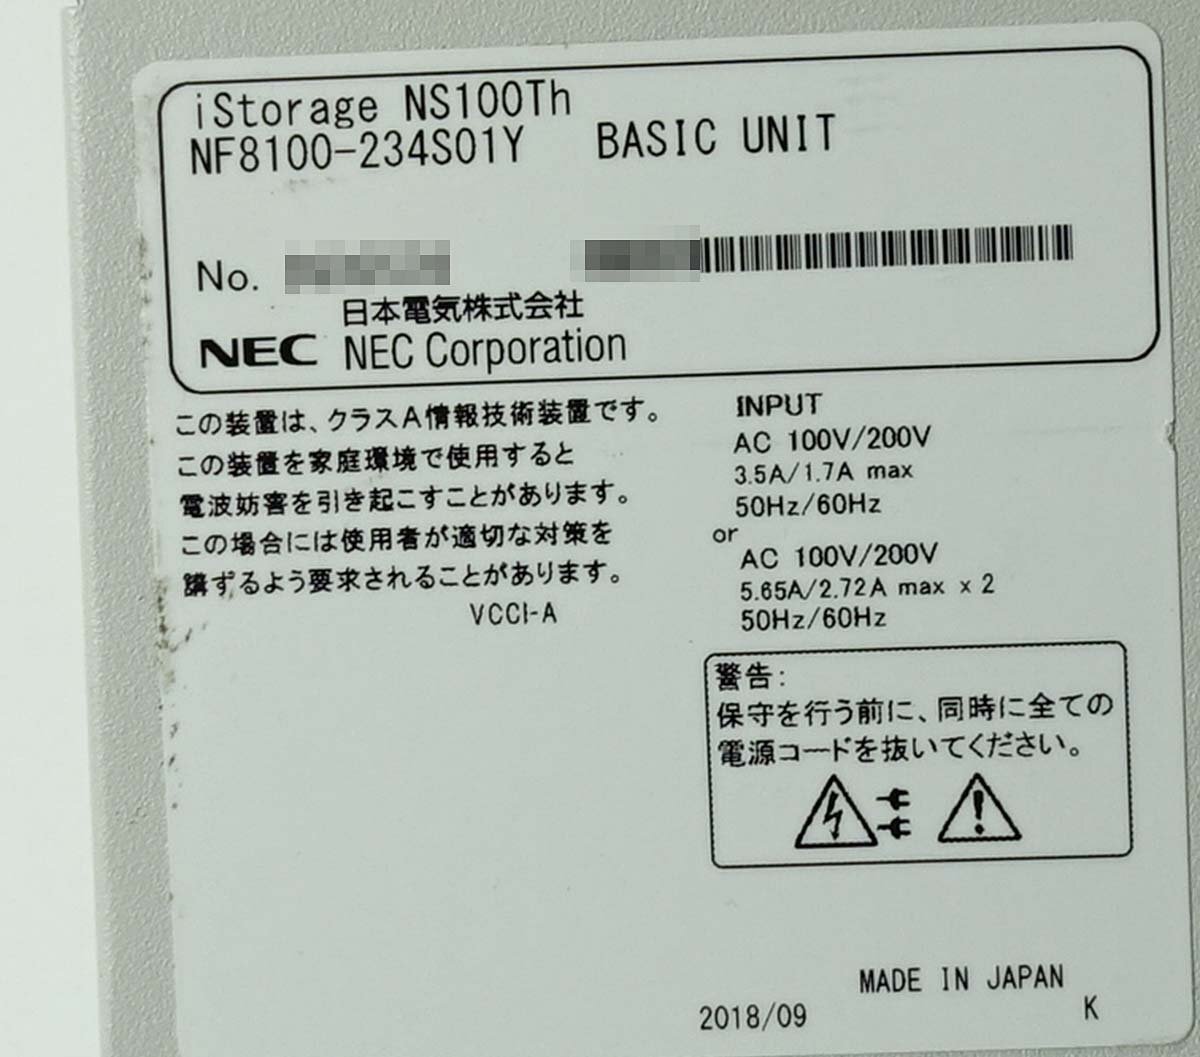 iStorage NS100Th
NF8100-234S01Y BASIC UNIT
No.
日本電気株式会社
NEC NEC Corporation
この装置は、クラスA情報技術装置です。
この装置を家庭環境で使用すると
電波妨害を引き起こすことがあります。
この場合には使用者が適切な対策を
講ずるよう要求されることがあります。
VCCI-A
INPUT
AC 100V/200V
3.5A/1.7A max
50Hz/60Hz
or
AC 100V/200V
5.65A/2.72A max x 2
50Hz/60Hz
警告:
保守を行う前に、同時に全ての
電源コードを抜いてください。
MADE IN JAPAN
2018/09 K